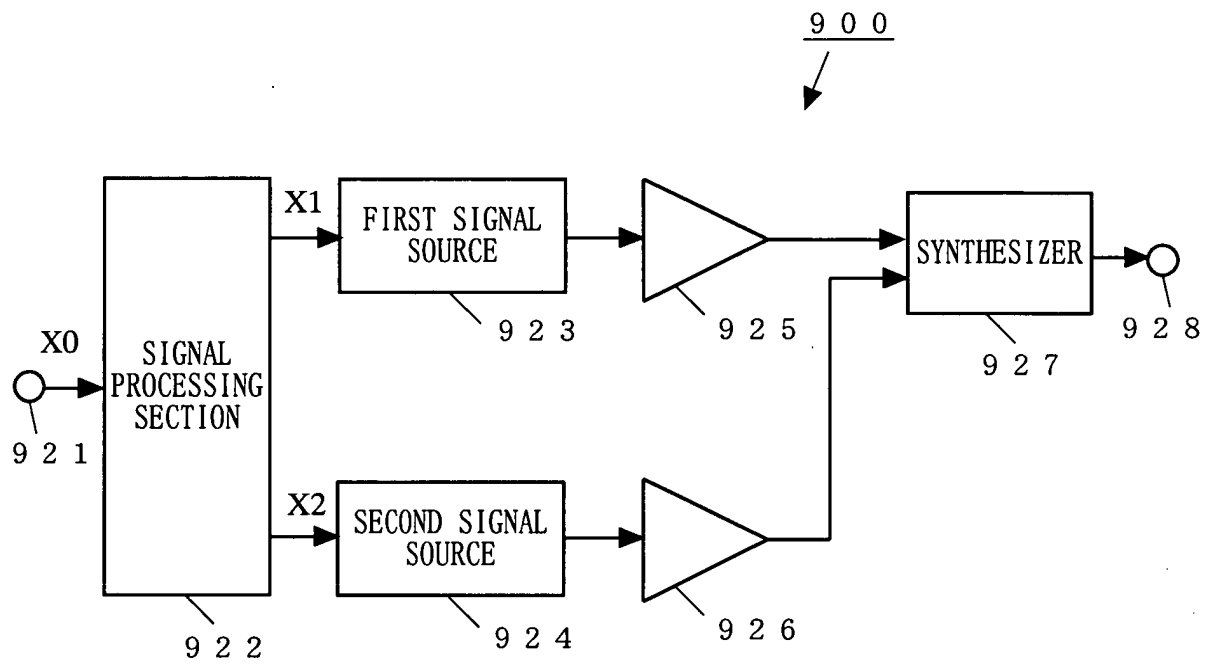 9 0 0
X1
FIRST SIGNAL
SOURCE
9 2 3
9 2 5
SYNTHESIZER
9 2 7
9 2 8
X0
9 2 1
SIGNAL
PROCESSING
SECTION
9 2 2
X2
SECOND SIGNAL
SOURCE
9 2 4
9 2 6